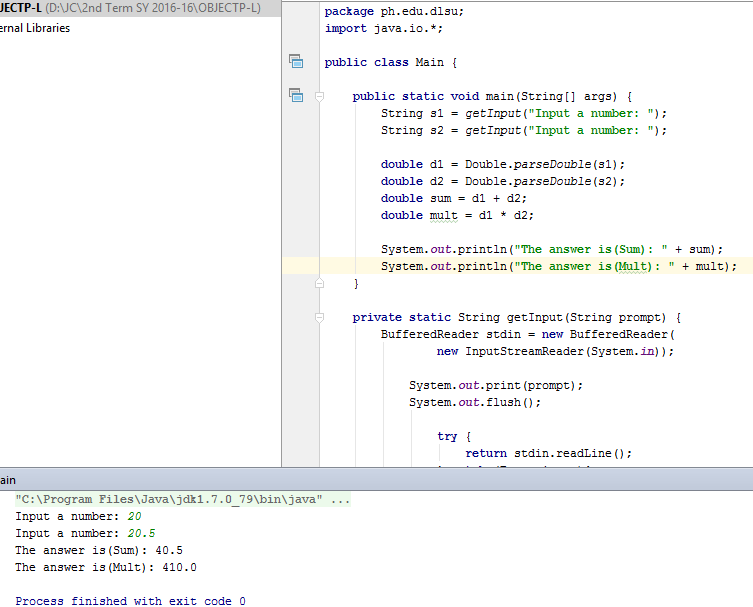 JECTP-L (D:\JC\2nd Term SY 2016-16\OBJECTP-L)
ernal Libraries
package ph.edu.dlsu;
import java.io.*;
public class Main {
public static void main(String[] args) {
String s1 = getInput("Input a number: ");
String s2 = getInput("Input a number: ");
double d1 = Double.parseDouble(s1);
double d2 = Double.parseDouble(s2);
double sum = d1 + d2;
double mult = d1 * d2;
System.out.println("The answer is(Sum): " + sum);
System.out.println("The answer is(Mult): " + mult);
}
private static String getInput(String prompt) {
BufferedReader stdin = new BufferedReader(
new InputStreamReader(System.in));
System.out.print(prompt);
System.out.flush();
try {
return stdin.readLine();
ain
"C:\Program Files\Java\jdk1.7.0_79\bin\java" ...
Input a number: 20
Input a number: 20.5
The answer is(Sum): 40.5
The answer is(Mult): 410.0
Process finished with exit code 0